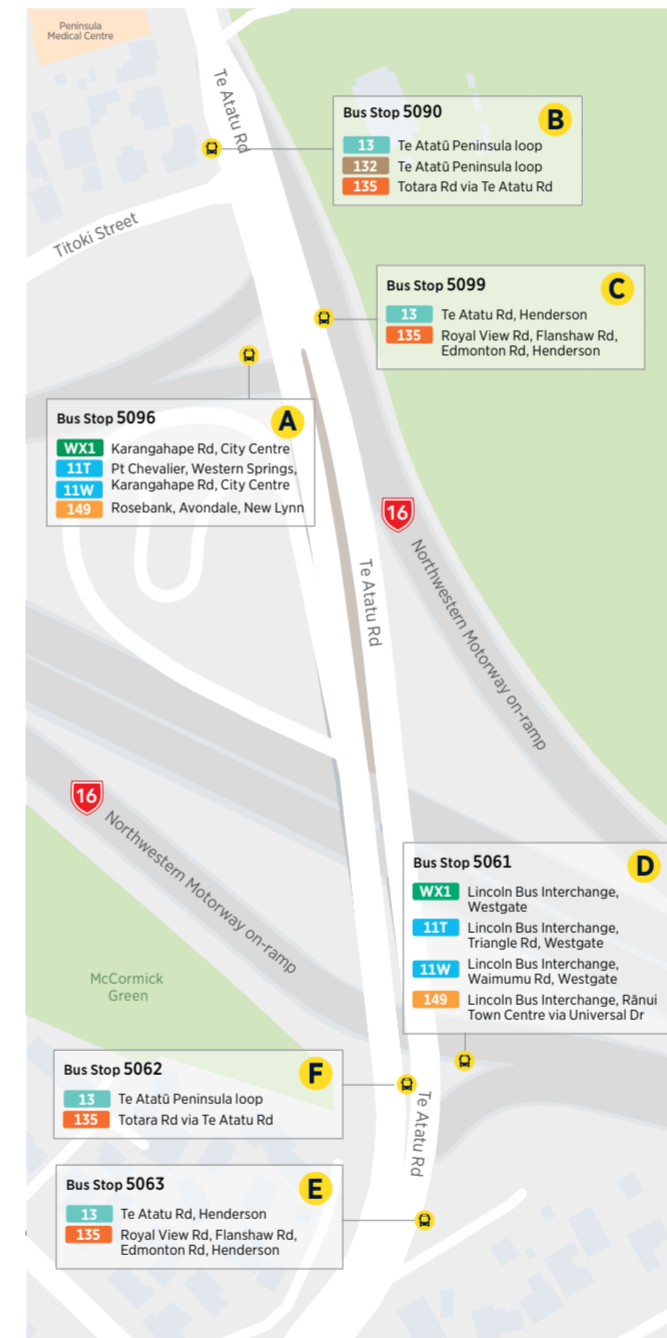 Peninsula
Medical Centre
Te Atatu Rd
Bus Stop 5090
B
13 Te Atatū Peninsula loop
132 Te Atatū Peninsula loop
135 Totara Rd via Te Atatu Rd
Titoki Street
Bus Stop 5099
C
13 Te Atatu Rd, Henderson
135 Royal View Rd, Flanshaw Rd,
Edmonton Rd, Henderson
Bus Stop 5096
A
WX1 Karangahape Rd, City Centre
11T Pt Chevalier, Western Springs,
11W Karangahape Rd, City Centre
149 Rosebank, Avondale, New Lynn
16
Northwestern Motorway on-ramp
Te Atatu Rd
16
Northwestern Motorway on-ramp
Bus Stop 5061
D
WX1 Lincoln Bus Interchange,
Westgate
11T Lincoln Bus Interchange,
Triangle Rd, Westgate
11W Lincoln Bus Interchange,
Waimumu Rd, Westgate
149 Lincoln Bus Interchange, Rānui
Town Centre via Universal Dr
McCormick
Green
Bus Stop 5062
F
13 Te Atatū Peninsula loop
135 Totara Rd via Te Atatu Rd
Te Atatu Rd
Bus Stop 5063
E
13 Te Atatu Rd, Henderson
135 Royal View Rd, Flanshaw Rd,
Edmonton Rd, Henderson